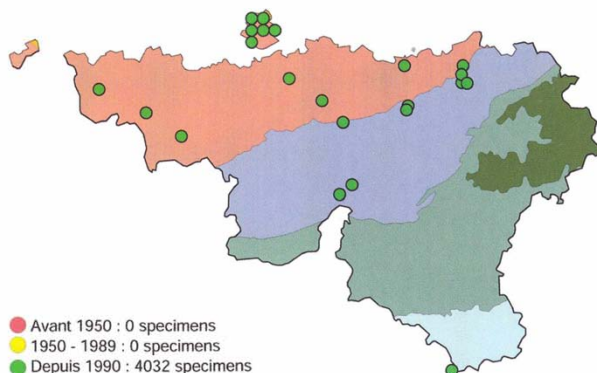 Avant 1950 : 0 specimens
1950 - 1989 : 0 specimens
Depuis 1990 : 4032 specimens